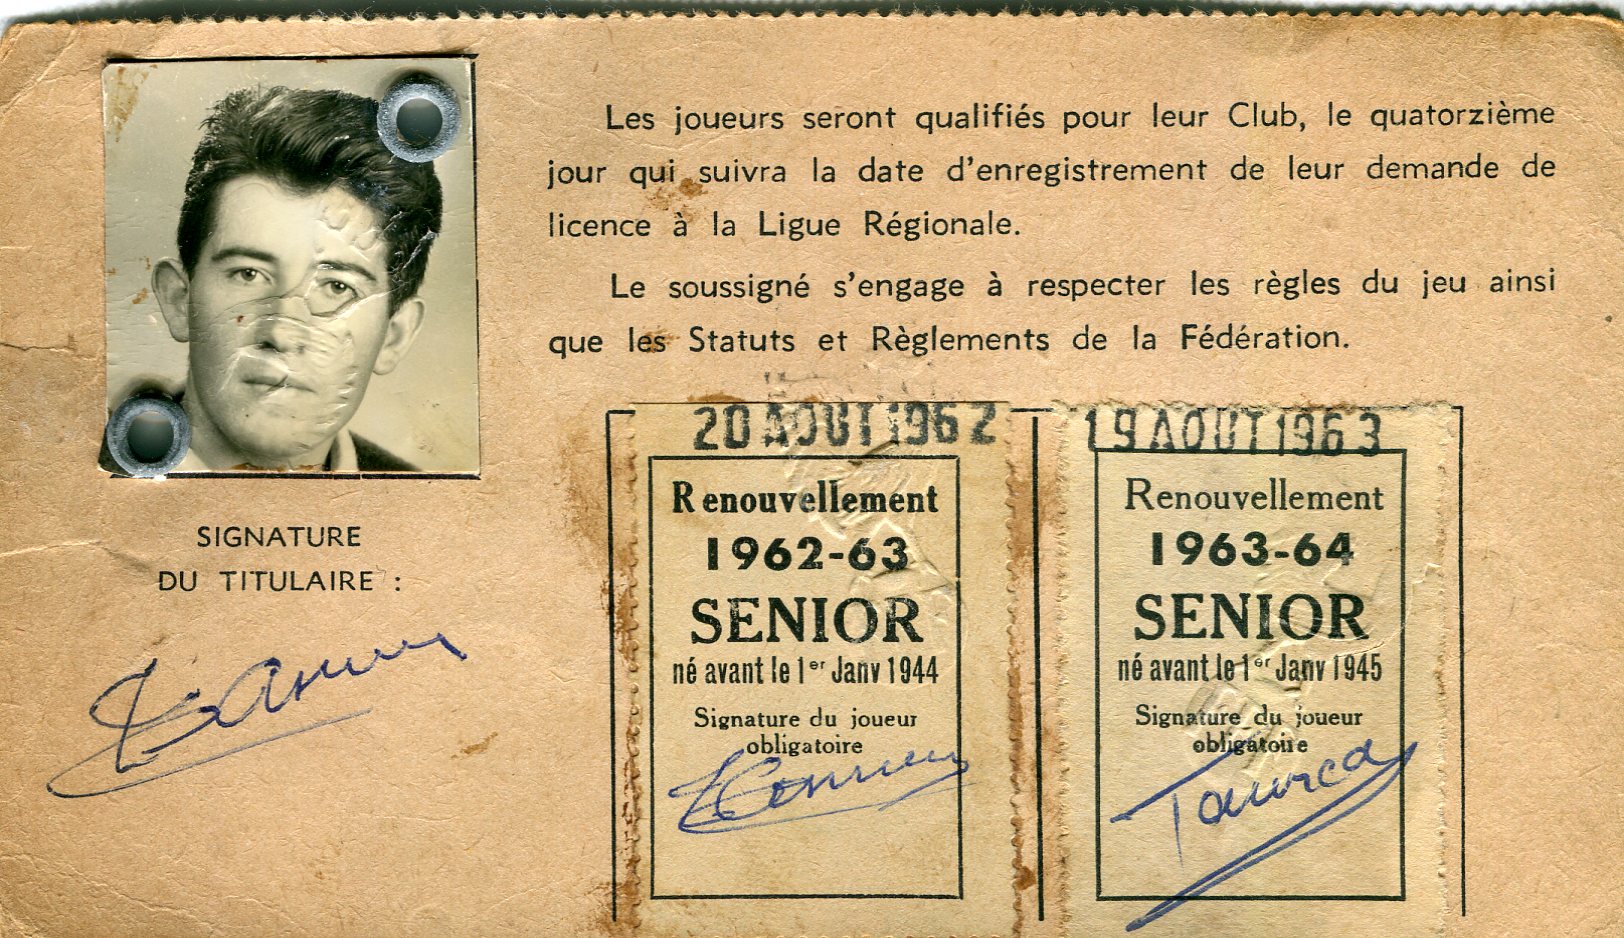 Les joueurs seront qualifiés pour leur Club, le quatorzième
jour qui suivra la date d'enregistrement de leur demande de
licence à la Ligue Régionale.
Le soussigné s'engage à respecter les règles du jeu ainsi
que les Statuts et Règlements de la Fédération.
SIGNATURE
DU TITULAIRE :
20 AOUT 1962
Renouvellement
1962-63
SENIOR
né avant le 1er Janv 1944
Signature du joueur
obligatoire
19 AOUT 1963
Renouvellement
1963-64
SENIOR
né avant le 1er Janv 1945
Signature du joueur
obligatoire